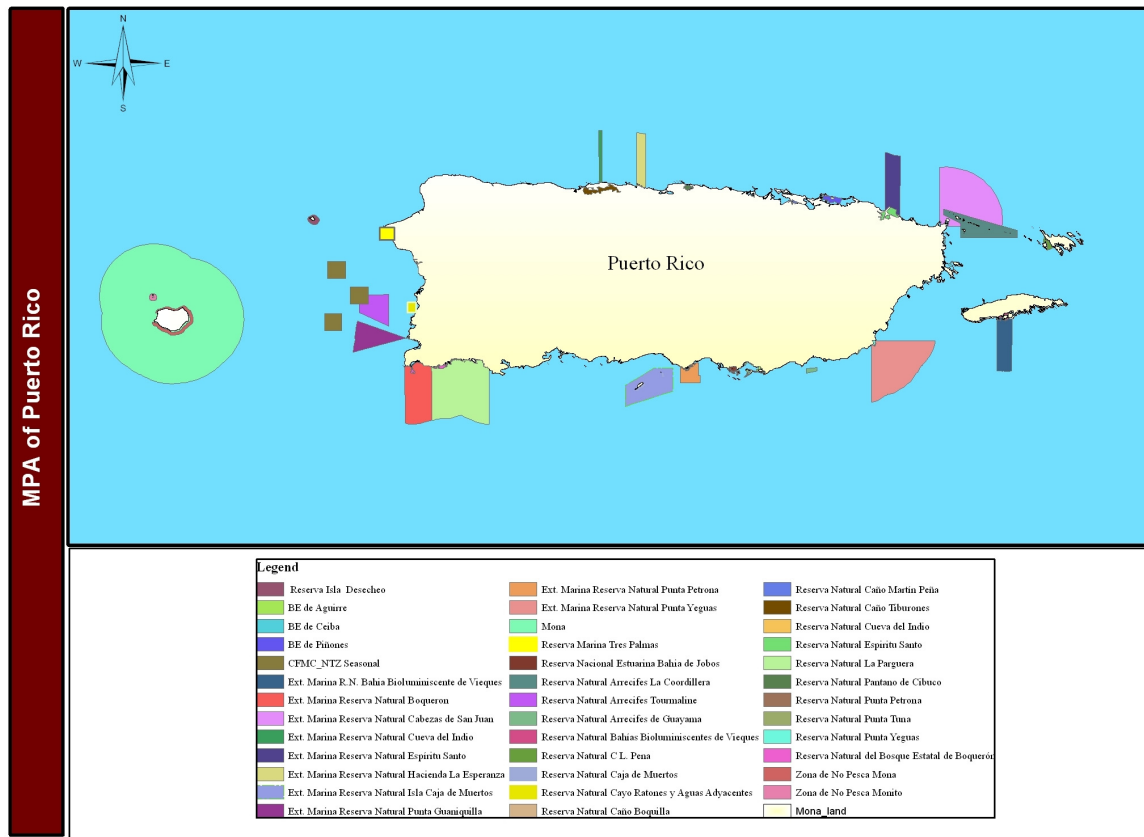 MPA of Puerto Rico
N
W
E
S
Puerto Rico
Legend
Reserva Isla Desecheo
BE de Aguirre
BE de Ceiba
BE de Piñones
CFMC_NTZ Seasonal
Ext. Marina R.N. Bahia Bioluminiscente de Vieques
Ext. Marina Reserva Natural Boqueron
Ext. Marina Reserva Natural Cabezas de San Juan
Ext. Marina Reserva Natural Cueva del Indio
Ext. Marina Reserva Natural Espiritu Santo
Ext. Marina Reserva Natural Hacienda La Esperanza
Ext. Marina Reserva Natural Isla Caja de Muertos
Ext. Marina Reserva Natural Punta Guaniquilla
Ext. Marina Reserva Natural Punta Petrona
Ext. Marina Reserva Natural Punta Yeguas
Mona
Reserva Marina Tres Palmas
Reserva Nacional Estuarina Bahia de Jobos
Reserva Natural Arrecifes La Coordillera
Reserva Natural Arrecifes Tourmaline
Reserva Natural Arrecifes de Guayama
Reserva Natural Bahias Bioluminiscentes de Vieques
Reserva Natural C.L. Pena
Reserva Natural Caja de Muertos
Reserva Natural Cayo Ratones y Aguas Adyacentes
Reserva Natural Caño Boquilla
Reserva Natural Caño Martin Peña
Reserva Natural Caño Tiburones
Reserva Natural Cueva del Indio
Reserva Natural Espiritu Santo
Reserva Natural La Parguera
Reserva Natural Pantano de Cibuco
Reserva Natural Punta Petrona
Reserva Natural Punta Tuna
Reserva Natural Punta Yeguas
Reserva Natural del Bosque Estatal de Boquerón
Zona de No Pesca Mona
Zona de No Pesca Monito
Mona_land